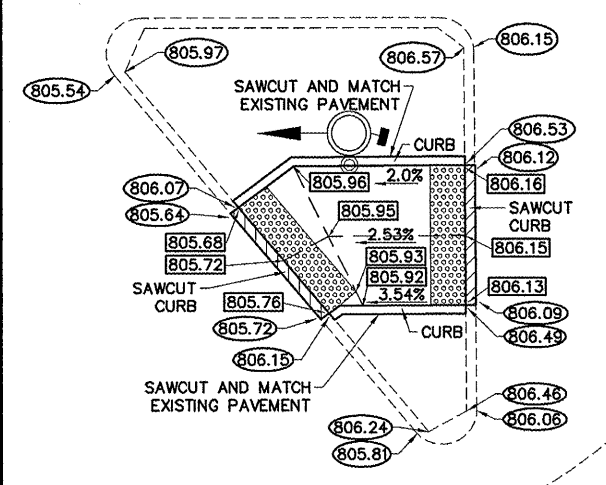 806.15
805.97
806.57
805.54
SAWCUT AND MATCH
EXISTING PAVEMENT
806.53
CURB
806.12
806.07
805.96
2.0%
806.16
805.64
805.95
SAWCUT
CURB
805.68
2.53%
806.15
805.72
805.93
SAWCUT
CURB
805.92
805.76
3.54%
806.13
806.09
805.72
CURB
806.49
806.15
SAWCUT AND MATCH
EXISTING PAVEMENT
806.46
806.24
806.06
805.81